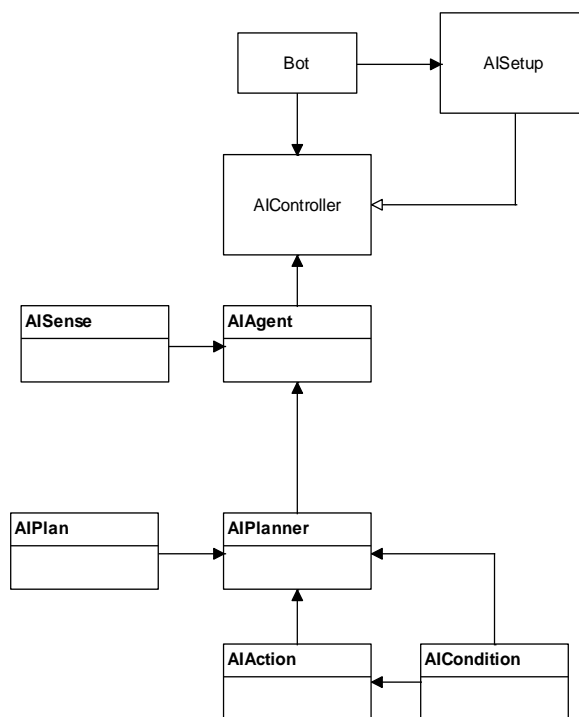 Bot
AISetup
AIController
AISense
AIAgent
AIPlan
AIPlanner
AIAction
AICondition